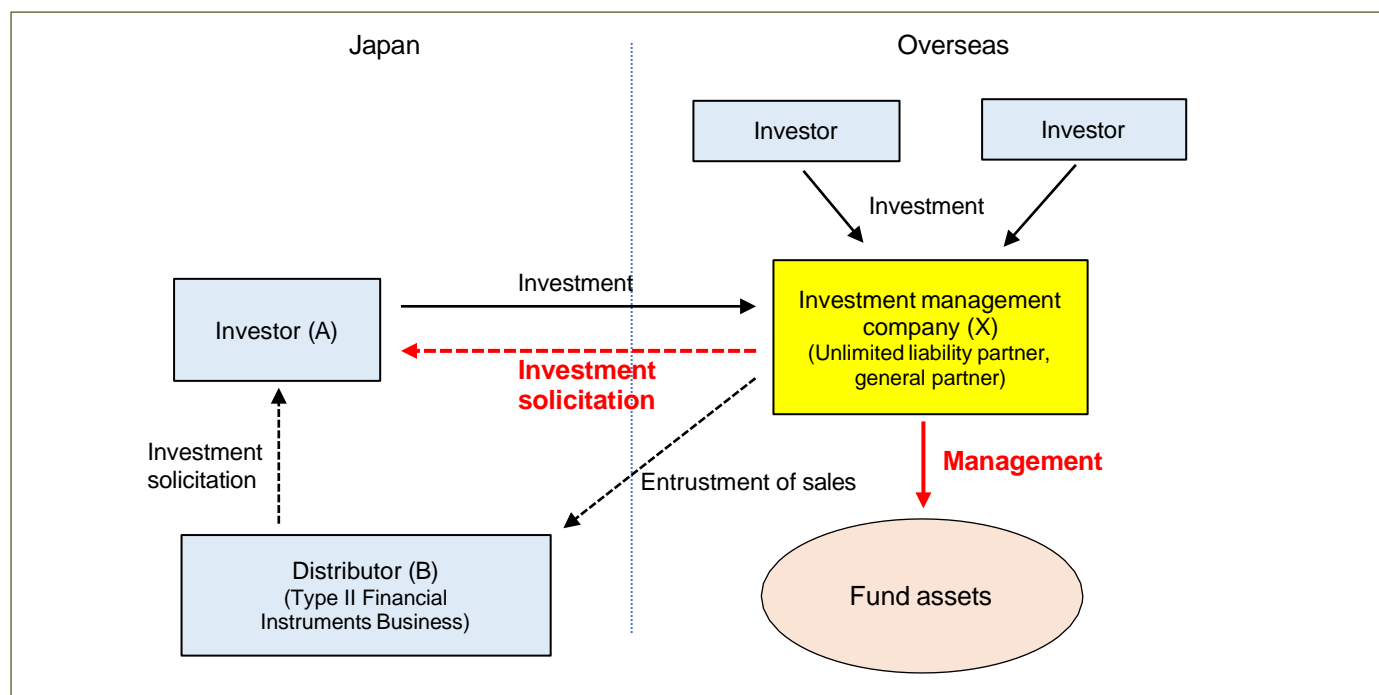 Japan
Overseas
Investor
Investor
Investment
Investment
Investor (A)
Investment management
company (X)
(Unlimited liability partner,
general partner)
Investment
solicitation
Investment
solicitation
Management
Entrustment of sales
Distributor (B)
(Type II Financial
Instruments Business)
Fund assets